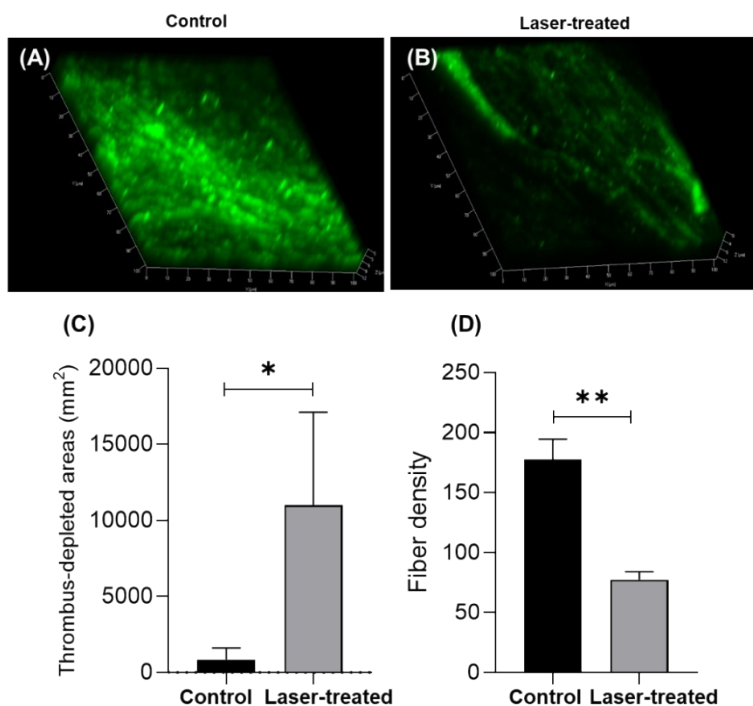 Control Laser-treated
(A) (B)
(C) (D)
Thrombus-depleted areas (mm²)
20000
15000
10000
5000
0
*
Control Laser-treated
Fiber density
250
200
150
100
50
0
**
Control Laser-treated